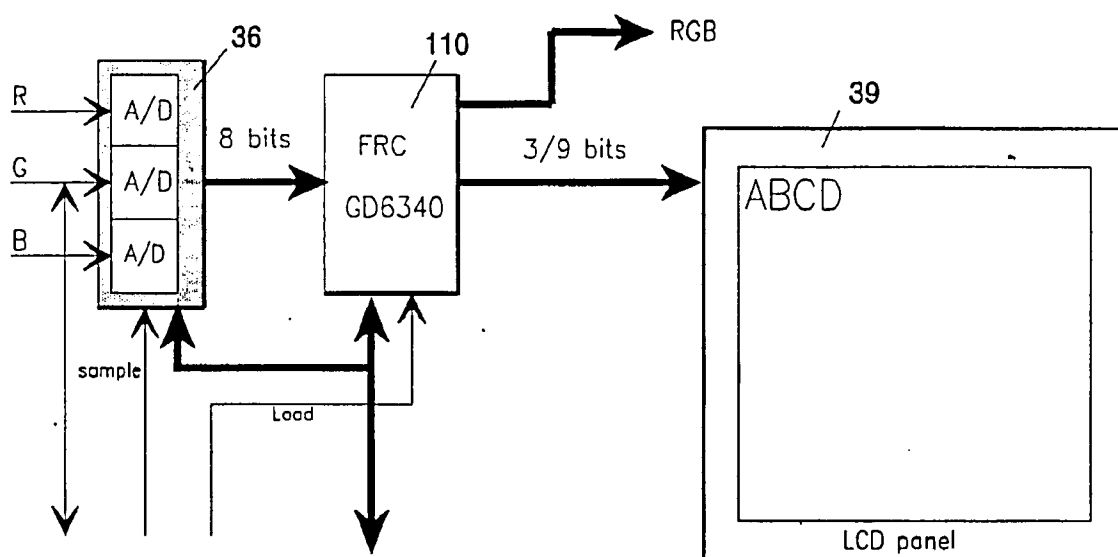 36
110
RGB
39
R
A/D
8 bits
FRC
3/9 bits
G
A/D
GD6340
ABCD
B
A/D
sample
Load
LCD panel